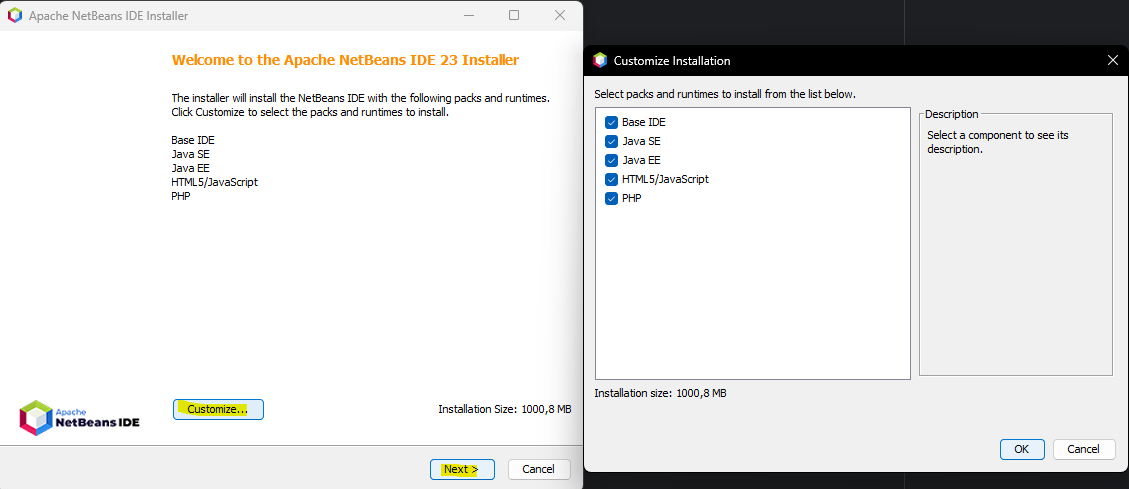 Apache NetBeans IDE Installer
Welcome to the Apache NetBeans IDE 23 Installer
The installer will install the NetBeans IDE with the following packs and runtimes.
Click Customize to select the packs and runtimes to install.
Base IDE
Java SE
Java EE
HTML5/JavaScript
PHP
Apache
NetBeans IDE
Customize...
Installation Size: 1000,8 MB
Next >
Cancel
Customize Installation
Select packs and runtimes to install from the list below.
Base IDE
Java SE
Java EE
HTML5/JavaScript
PHP
Description
Select a component to see its
description.
Installation size: 1000,8 MB
OK
Cancel